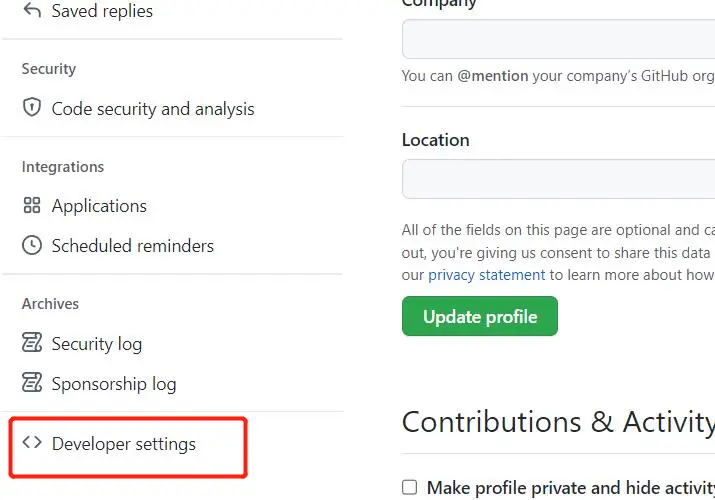 Saved replies
Security
Code security and analysis
Integrations
Applications
Scheduled reminders
Archives
Security log
Sponsorship log
Developer settings
Company
You can @mention your company's GitHub org
Location
All of the fields on this page are optional and ca
out, you're giving us consent to share this data
our privacy statement to learn more about how
Update profile
Contributions & Activity
Make profile private and hide activity